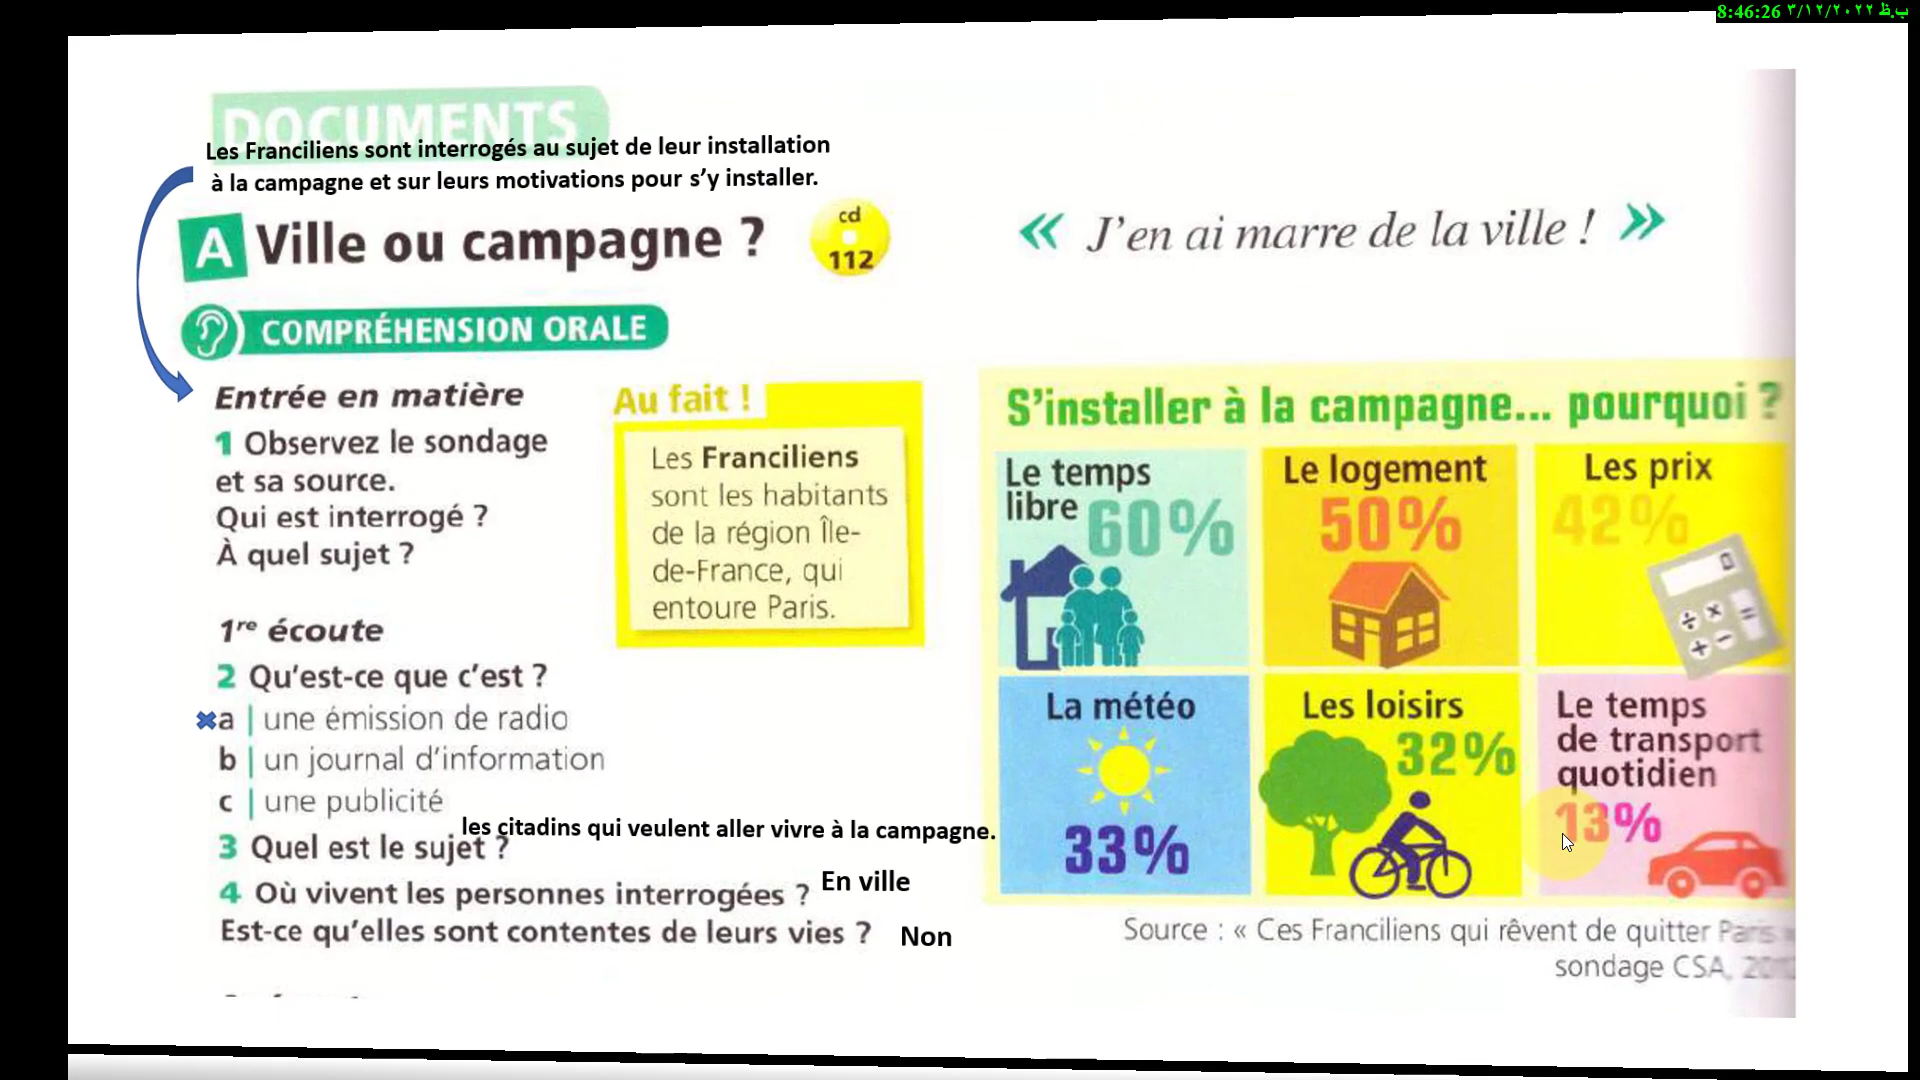 8:46:26 ۳/۱۲/۲۰۲۲ ب.ظ
DOCUMENTS
Les Franciliens sont interrogés au sujet de leur installation
à la campagne et sur leurs motivations pour s’y installer.
A Ville ou campagne ?
cd
112
« J’en ai marre de la ville ! »
COMPRÉHENSION ORALE
Entrée en matière
1 Observez le sondage
et sa source.
Qui est interrogé ?
À quel sujet ?
Au fait !
Les Franciliens
sont les habitants
de la région Île-
de-France, qui
entoure Paris.
1re écoute
2 Qu’est-ce que c’est ?
a | une émission de radio
b | un journal d’information
c | une publicité
les citadins qui veulent aller vivre à la campagne.
3 Quel est le sujet ?
4 Où vivent les personnes interrogées ? En ville
Est-ce qu’elles sont contentes de leurs vies ? Non
S’installer à la campagne... pourquoi ?
Le temps
libre 60%
Le logement
50%
Les prix
42%
0
La météo
33%
Les loisirs
32%
Le temps
de transport
quotidien
13%
Source : « Ces Franciliens qui rêvent de quitter Paris »
sondage CSA,